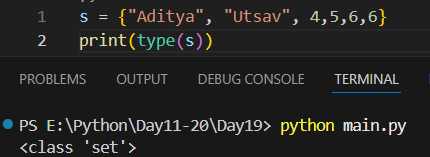 1 s = {"Aditya", "Utsav", 4,5,6,6}
2 print(type(s))
PROBLEMS OUTPUT DEBUG CONSOLE TERMINAL
PS E:\Python\Day11-20\Day19> python main.py
<class 'set'>